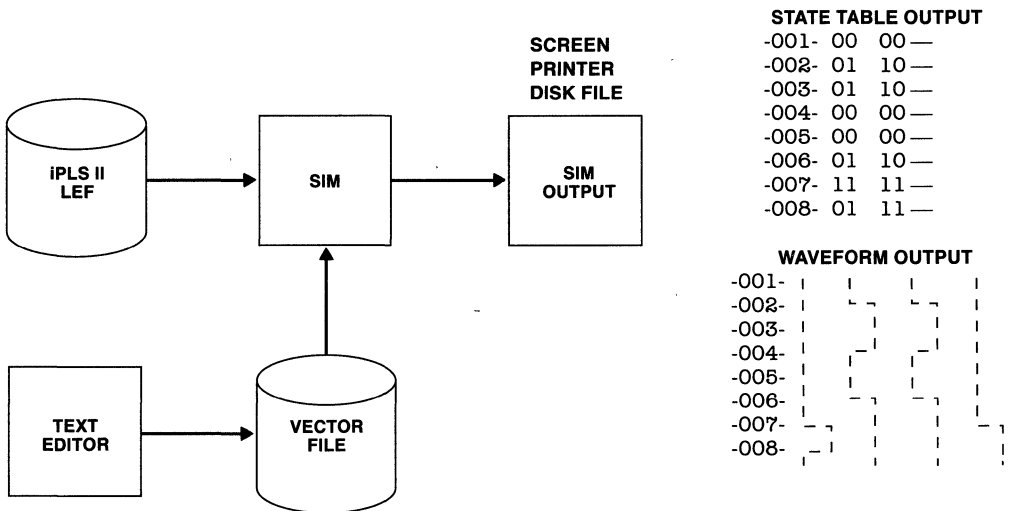 SCREEN
PRINTER
DISK FILE
iPLS II
LEF
SIM
SIM
OUTPUT
TEXT
EDITOR
VECTOR
FILE
STATE TABLE OUTPUT
-001- 00 00—
-002- 01 10—
-003- 01 10—
-004- 00 00—
-005- 00 00—
-006- 01 10—
-007- 11 11—
-008- 01 11—
WAVEFORM OUTPUT
-001-
-002-
-003-
-004-
-005-
-006-
-007-
-008-